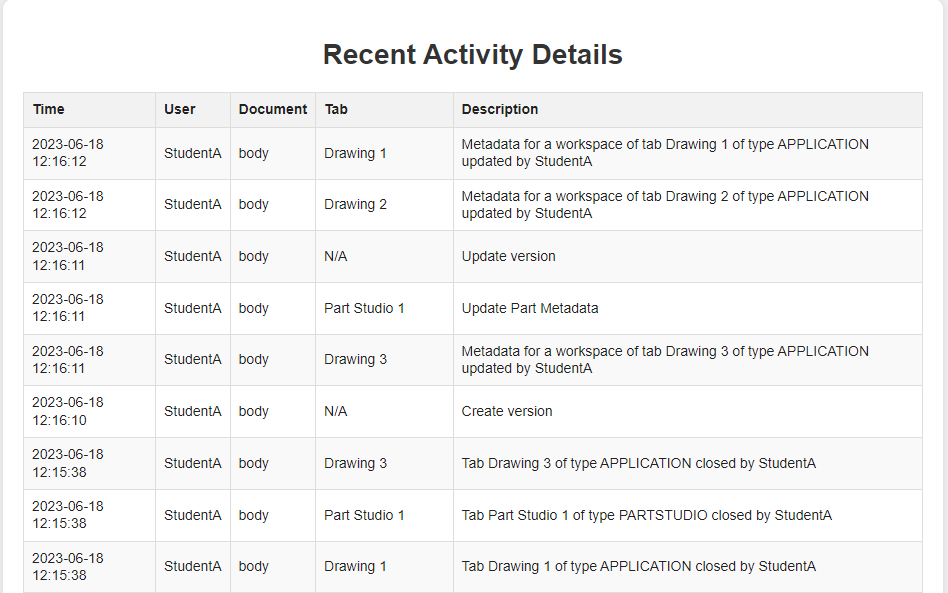 Recent Activity Details
Time User Document Tab Description
2023-06-18 12:16:12 StudentA body Drawing 1 Metadata for a workspace of tab Drawing 1 of type APPLICATION updated by StudentA
2023-06-18 12:16:12 StudentA body Drawing 2 Metadata for a workspace of tab Drawing 2 of type APPLICATION updated by StudentA
2023-06-18 12:16:11 StudentA body N/A Update version
2023-06-18 12:16:11 StudentA body Part Studio 1 Update Part Metadata
2023-06-18 12:16:11 StudentA body Drawing 3 Metadata for a workspace of tab Drawing 3 of type APPLICATION updated by StudentA
2023-06-18 12:16:10 StudentA body N/A Create version
2023-06-18 12:15:38 StudentA body Drawing 3 Tab Drawing 3 of type APPLICATION closed by StudentA
2023-06-18 12:15:38 StudentA body Part Studio 1 Tab Part Studio 1 of type PARTSTUDIO closed by StudentA
2023-06-18 12:15:38 StudentA body Drawing 1 Tab Drawing 1 of type APPLICATION closed by StudentA